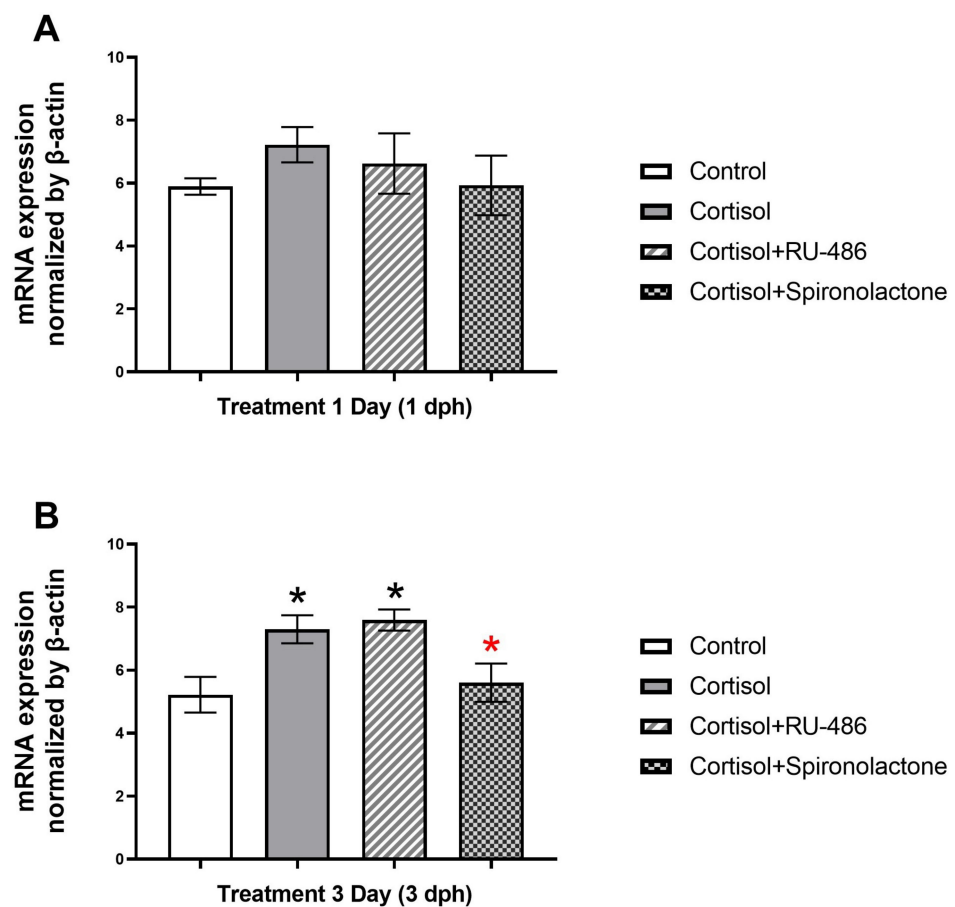 A
mRNA expression
normalized by β-actin
10
8
6
4
2
0
Treatment 1 Day (1 dph)
Control
Cortisol
Cortisol+RU-486
Cortisol+Spironolactone
B
mRNA expression
normalized by β-actin
10
8
6
4
2
0
*
*
*
Treatment 3 Day (3 dph)
Control
Cortisol
Cortisol+RU-486
Cortisol+Spironolactone